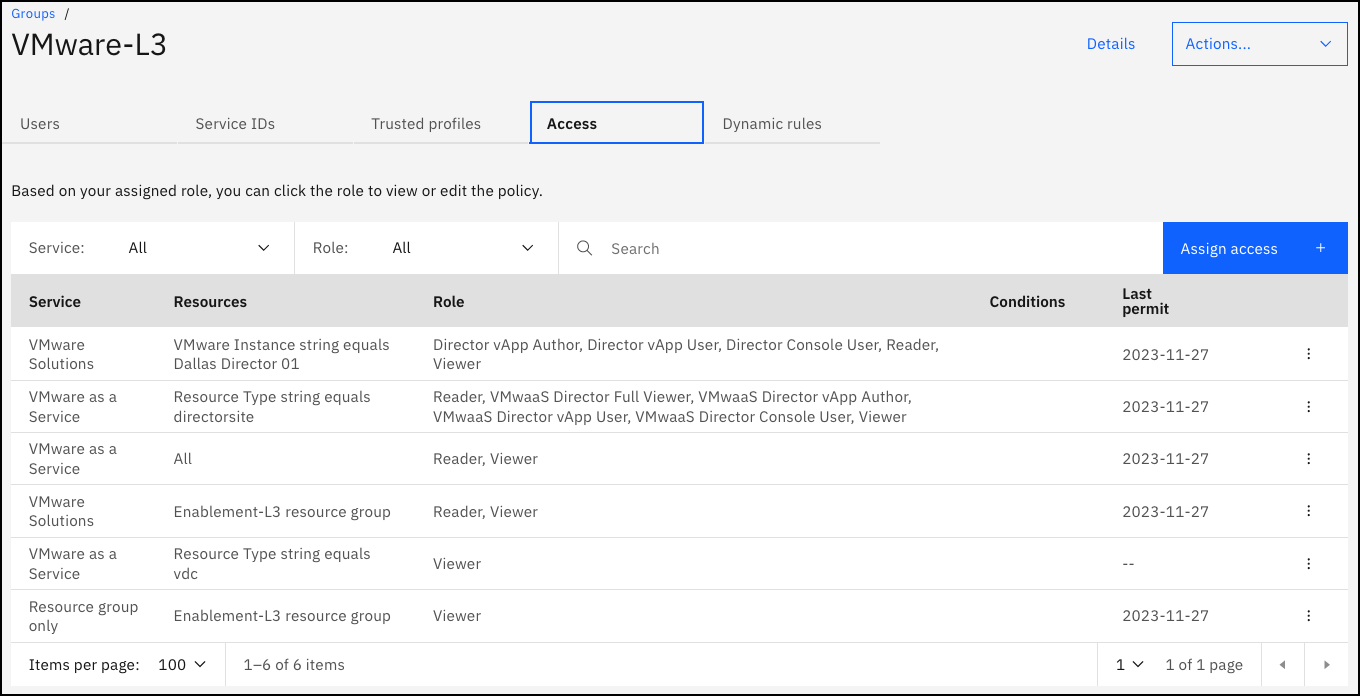 Groups /
VMware-L3
Details
Actions...
Users
Service IDs
Trusted profiles
Access
Dynamic rules
Based on your assigned role, you can click the role to view or edit the policy.
Service: All
Role: All
Search
Assign access +
Service
Resources
Role
Conditions
Last
permit
VMware
Solutions
VMware Instance string equals
Dallas Director 01
Director vApp Author, Director vApp User, Director Console User, Reader,
Viewer
2023-11-27
VMware as a
Service
Resource Type string equals
directorsite
Reader, VMwaaS Director Full Viewer, VMwaaS Director vApp Author,
VMwaaS Director vApp User, VMwaaS Director Console User, Viewer
2023-11-27
VMware as a
Service
All
Reader, Viewer
2023-11-27
VMware
Solutions
Enablement-L3 resource group
Reader, Viewer
2023-11-27
VMware as a
Service
Resource Type string equals
vdc
Viewer
--
Resource group
only
Enablement-L3 resource group
Viewer
2023-11-27
Items per page: 100
1–6 of 6 items
1
1 of 1 page